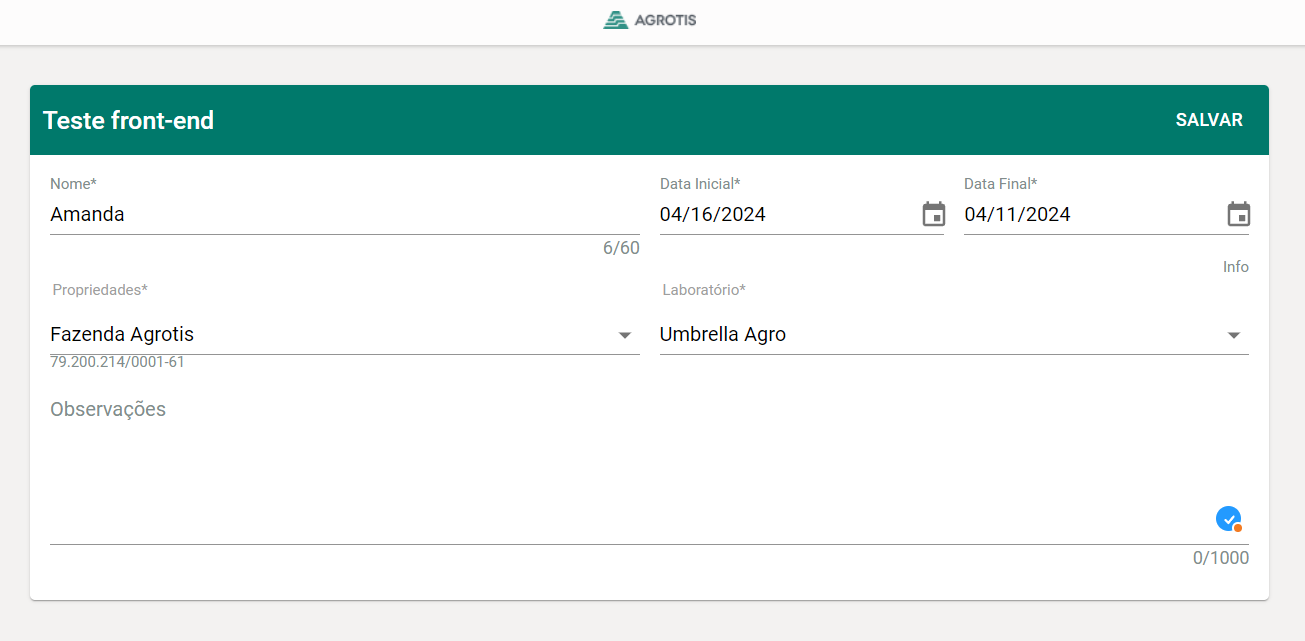 AGROTIS
Teste front-end
SALVAR
Nome*
Data Inicial*
Data Final*
Amanda
04/16/2024
04/11/2024
6/60
Info
Propriedades*
Laboratório*
Fazenda Agrotis
Umbrella Agro
79.200.214/0001-61
Observações
0/1000